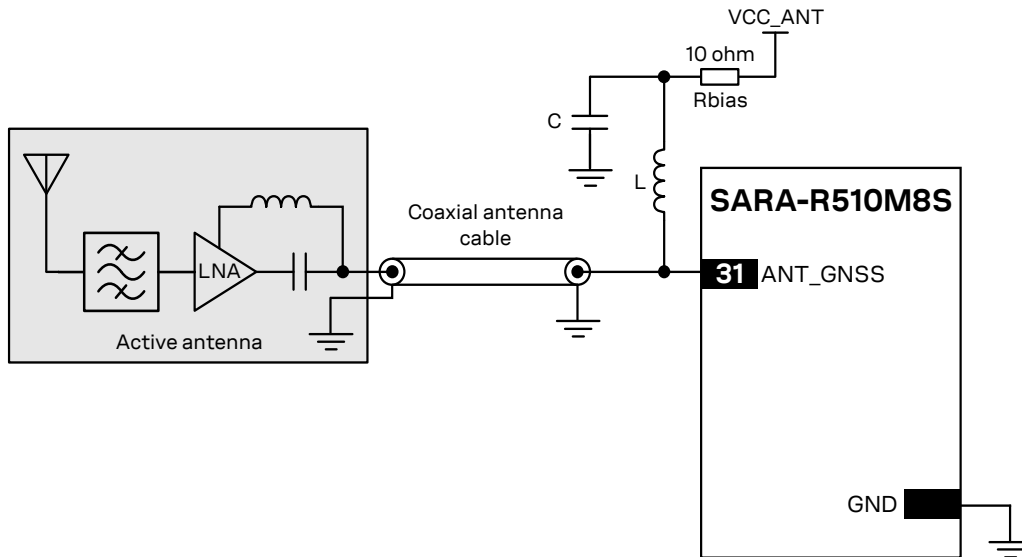 VCC_ANT
10 ohm
Rbias
C
L
SARA-R510M8S
Coaxial antenna
cable
LNA
31 ANT_GNSS
Active antenna
GND